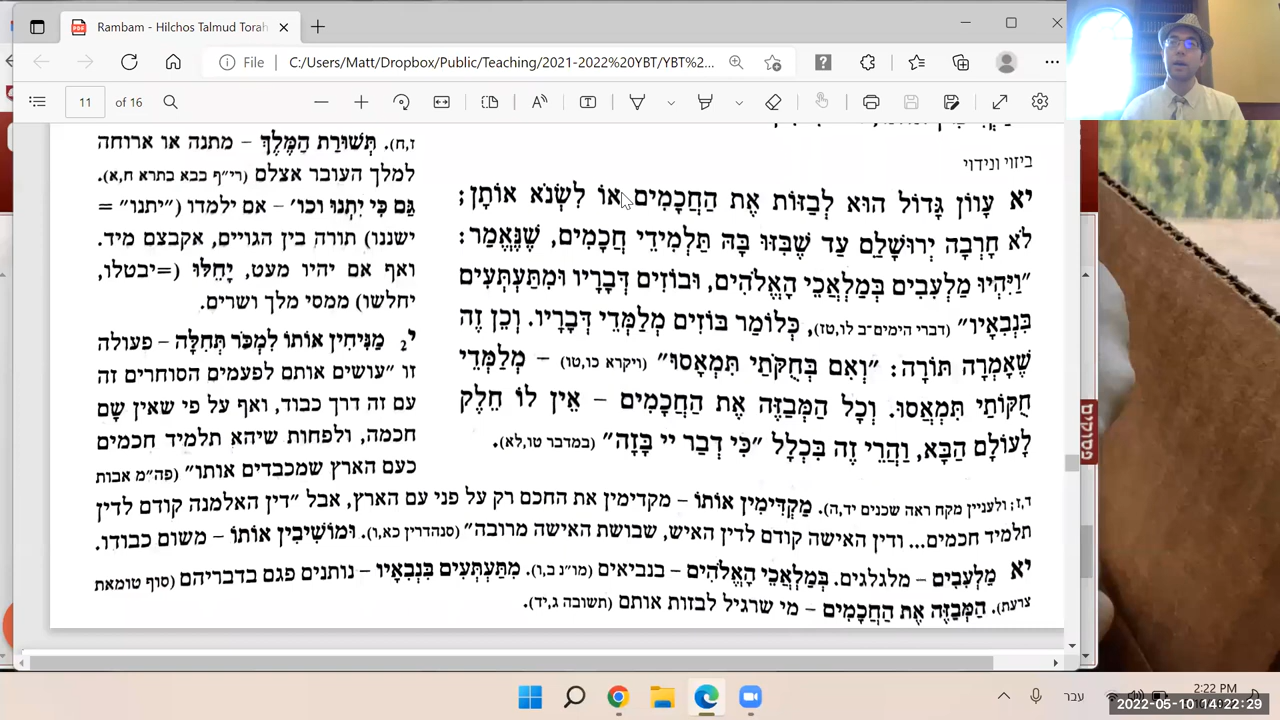 Rambam - Hilchos Talmud Torah
File
C:/Users/Matt/Dropbox/Public/Teaching/2021-2022%20YBT/YBT%2...
11 of 16
ביזוי ונידוי
יא עָווֹן גָּדוֹל הוּא לְבַזּוֹת אֶת הַחֲכָמִים אוֹ לִשְׂנֹא אוֹתָן;
לֹא חָרְבָה יְרוּשָׁלַםִ עַד שֶׁבִּזּוּ בָּהּ תַּלְמִידֵי חֲכָמִים, שֶׁנֶּאֱמַר:
"וַיִּהְיוּ מַלְעִבִים בְּמַלְאֲכֵי הָאֱלֹהִים, וּבוֹזִים דְּבָרָיו וּמִתַּעְתְּעִים
בִּנְבִאָיו" (דברי הימים־ב לו,טז), כְּלוֹמַר בּוֹזִים מְלַמְּדֵי דְּבָרָיו. וְכֵן זֶה
שֶׁאָמְרָה תּוֹרָה: "וְאִם בְּחֻקֹּתַי תִּמְאָסוּ" (ויקרא כו,טו) – מְלַמְּדֵי
חֻקּוֹתַי תִּמְאֲסוּ. וְכָל הַמְּבַזֶּה אֶת הַחֲכָמִים – אֵין לוֹ חֵלֶק
לָעוֹלָם הַבָּא, וַהֲרֵי זֶה בִּכְלַל "כִּי דְבַר יי בָּזָה" (במדבר טו,לא).
ז,ח). תְּשׁוּרַת הַמֶּלֶךְ – מתנה או ארוחה
למלך העובר אצלם (רי״ף בבא בתרא ח,א).
גַּם כִּי יִתְנוּ וכו' – אם ילמדו ("יתנו" =
ישננו) תורה בין הגויים, אקבצם מיד.
ואף אם יהיו מעט, יָחֵלּוּ (=יבטלו,
יחלשו) ממסי מלך ושרים.
י2 מַנִּיחִין אוֹתוֹ לִמְכֹּר תְּחִלָּה – פעולה
זו "עושים אותם לפעמים הסוחרים זה
עם זה דרך כבוד, ואף על פי שאין שָׁם
חכמה, ולפחות שיהא תלמיד חכמים
כעם הארץ שמכבדים אותו" (פה״מ אבות
ד,ז; ולעניין מקח ראה שכנים יד,ה). מַקְדִּימִין אוֹתוֹ – מקדימין את החכם רק על פני עם הארץ, אבל "דין האלמנה קודם לדין
תלמיד חכמים... ודין האישה קודם לדין האיש, שבושת האישה מרובה" (סנהדרין כא,ו). וּמוֹשִׁיבִין אוֹתוֹ – משום כבודו.
יא מַלְעִבִים – מלגלגים. בְּמַלְאֲכֵי הָאֱלֹהִים – בנביאים (מו״נ ב,ו). מִתַּעְתְּעִים בִּנְבִאָיו – נותנים פגם בדבריהם (סוף טומאת
צרעת). הַמְּבַזֶּה אֶת הַחֲכָמִים – מי שרגיל לבזות אותם (תשובה ג,יד).
פסוקים
עבר
2:22 PM
2022-05-10 14:22:29